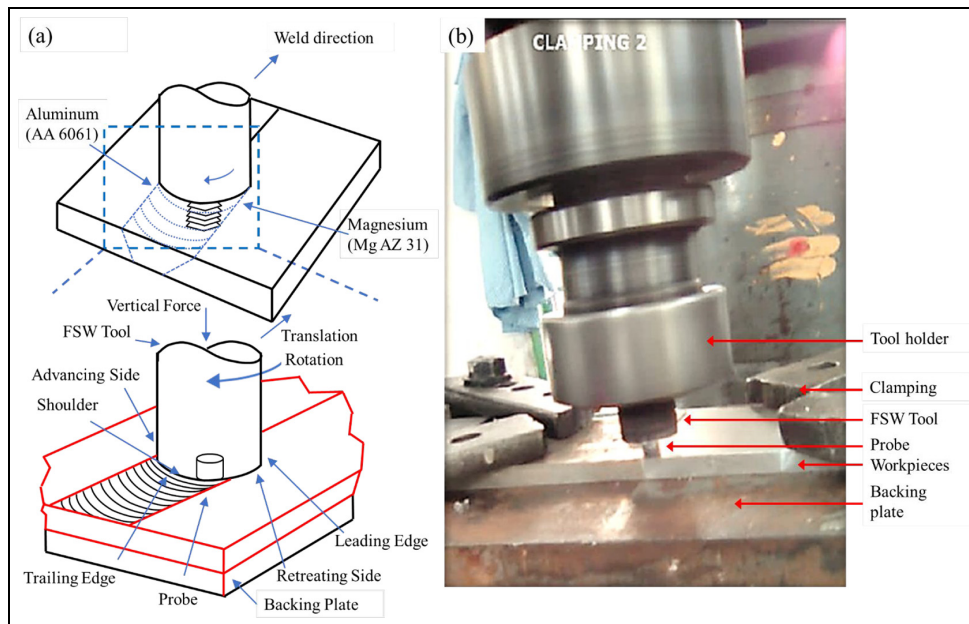 (a)
Weld direction
Aluminum
(AA 6061)
Magnesium
(Mg AZ 31)
Vertical Force
FSW Tool
Translation
Rotation
Advancing Side
Shoulder
Leading Edge
Trailing Edge
Retreating Side
Probe
Backing Plate
(b)
CLAMPING 2
Tool holder
Clamping
FSW Tool
Probe
Workpieces
Backing
plate